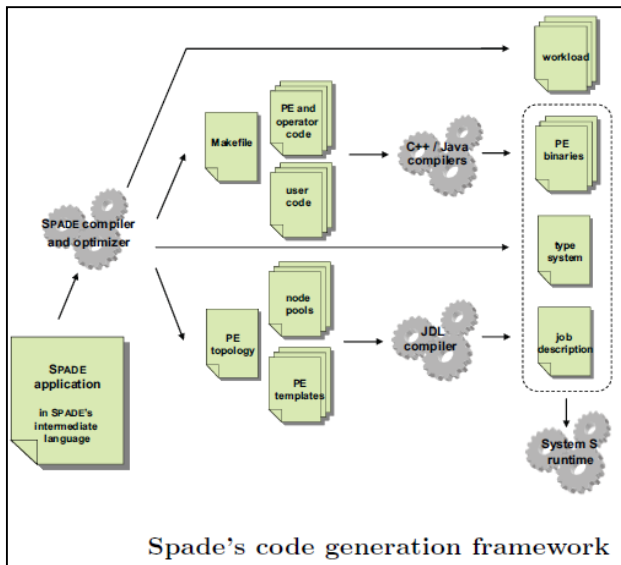 workload
PE and
operator
code
Makefile
C++ / Java
compilers
PE
binaries
user
code
SPADE compiler
and optimizer
type
system
node
pools
PE
topology
JDL
compiler
job
description
PE
templates
SPADE
application
in SPADE's
intermediate
language
System S
runtime
Spade's code generation framework